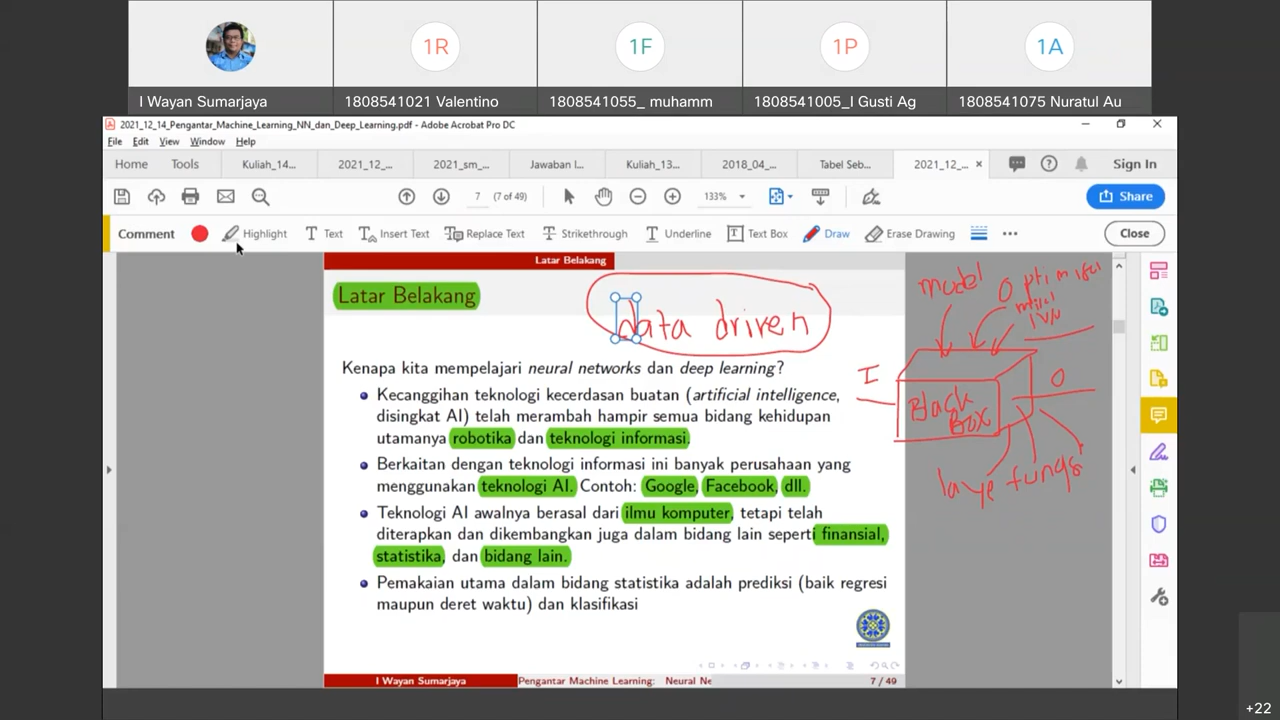 1R
1F
1P
1A
I Wayan Sumarjaya
1808541021 Valentino
1808541055_ muhamm
1808541005_I Gusti Ag
1808541075 Nuratul Au
2021_12_14_Pengantar_Machine_Learning_NN_dan_Deep_Learning.pdf - Adobe Acrobat Pro DC
File Edit View Window Help
Home Tools Kuliah_14... 2021_12_... 2021_sm_... Jawaban I... Kuliah_13... 2018_04_... Tabel Seb... 2021_12_... × Sign In
7 (7 of 49) 133% Share
Comment Highlight Text Insert Text Replace Text Strikethrough Underline Text Box Draw Erase Drawing Close
Latar Belakang
Latar Belakang
data driven
Kenapa kita mempelajari neural networks dan deep learning?
Kecanggihan teknologi kecerdasan buatan (artificial intelligence,
disingkat AI) telah merambah hampir semua bidang kehidupan
utamanya robotika dan teknologi informasi.
Berkaitan dengan teknologi informasi ini banyak perusahaan yang
menggunakan teknologi AI. Contoh: Google, Facebook, dll.
Teknologi AI awalnya berasal dari ilmu komputer, tetapi telah
diterapkan dan dikembangkan juga dalam bidang lain seperti finansial,
statistika, dan bidang lain.
Pemakaian utama dalam bidang statistika adalah prediksi (baik regresi
maupun deret waktu) dan klasifikasi
model
I
O
Black
Box
laye fungsi
I Wayan Sumarjaya Pengantar Machine Learning: Neural Ne 7 / 49
+22